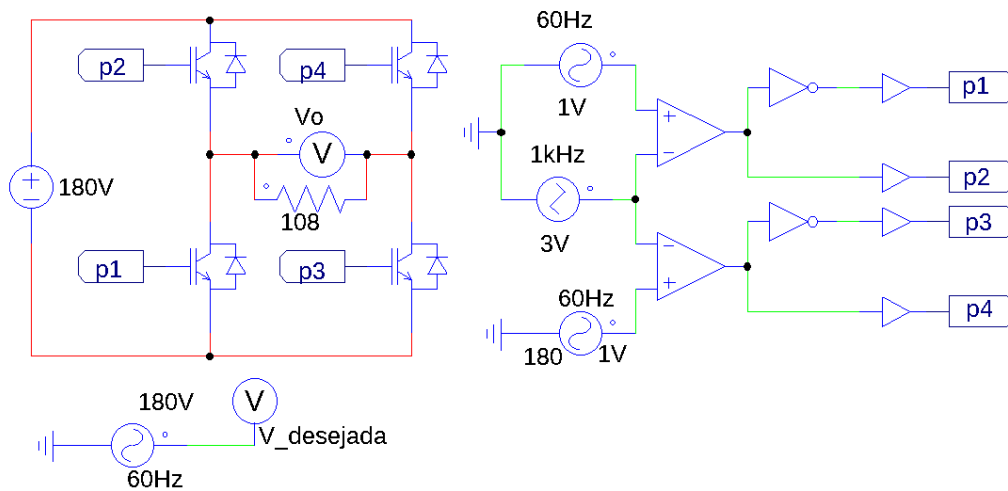 60Hz
p2
p4
p1
1V
Vo
+
−
1kHz
V
p2
+
−
180V
p3
108
3V
−
p1
p3
+
60Hz
p4
180
1V
180V
V
V_desejada
60Hz